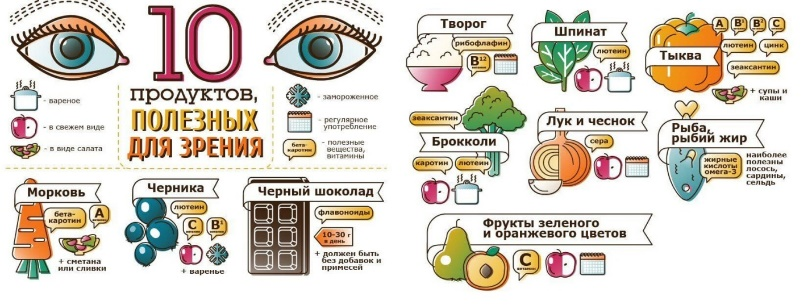 10
продуктов,
ПОЛЕЗНЫХ
ДЛЯ ЗРЕНИЯ
- вареное
- в свежем виде
- в виде салата
- замороженное
- регулярное
употребление
бета-
каротин
- полезные
вещества,
витамины
Морковь
бета-
каротин
А
+ сметана
или сливки
Черника
лютеин
С
В¹
+ варенье
Черный шоколад
флавоноиды
10-30 г
в день
+ должен быть
без добавок и
примесей
Творог
рибофлавин
В¹²
Шпинат
лютеин
Тыква
А
С
лютеин
цинк
зеаксантин
+ супы и
каши
зеаксантин
Брокколи
каротин
лютеин
Лук и чеснок
сера
Рыба,
рыбий жир
жирные
кислоты
омега-3
наиболее
полезны
лосось,
сардины,
сельдь
Фрукты зеленого
и оранжевого цветов
С
витамин